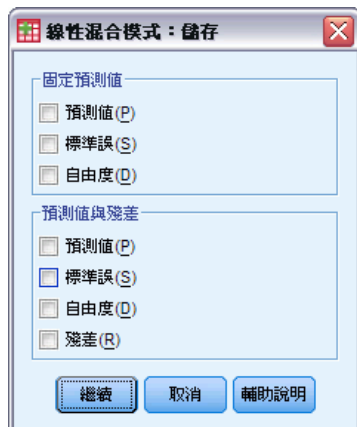 線性混合模式：儲存
固定預測值
預測值(P)
標準誤(S)
自由度(D)
預測值與殘差
預測值(P)
標準誤(S)
自由度(D)
殘差(R)
繼續 取消 輔助說明